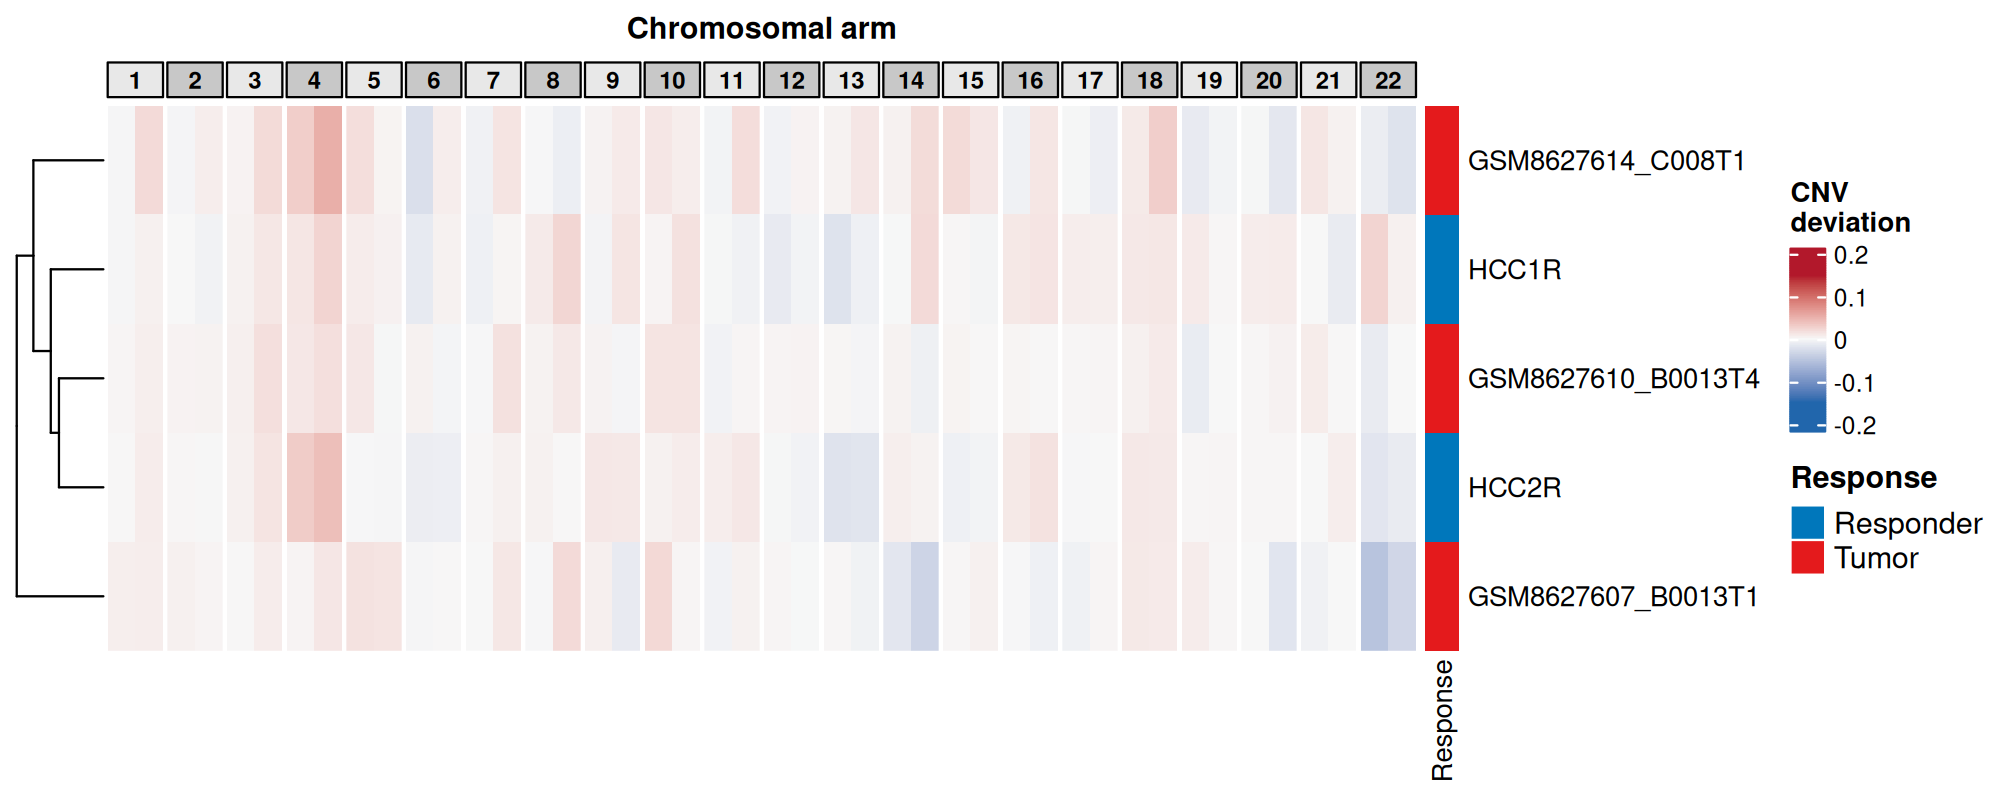 Chromosomal arm
1 2 3 4 5 6 7 8 9 10 11 12 13 14 15 16 17 18 19 20 21 22
GSM8627614_C008T1
HCC1R
GSM8627610_B0013T4
HCC2R
GSM8627607_B0013T1
Response
CNV
deviation
0.2
0.1
0
-0.1
-0.2
Response
Responder
Tumor